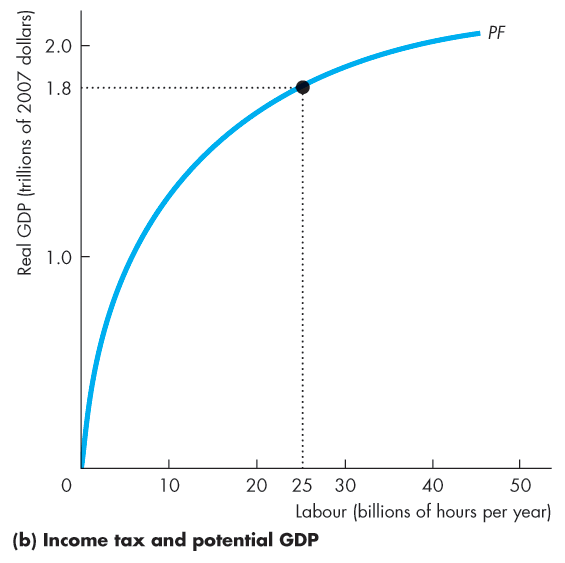 Real GDP (trillions of 2007 dollars)
PF
2.0
1.8
1.0
0 10 20 25 30 40 50
Labour (billions of hours per year)
(b) Income tax and potential GDP